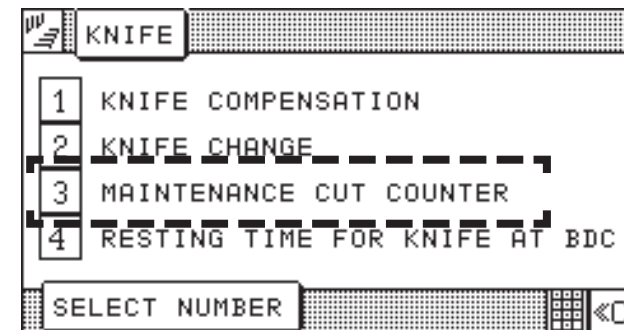 KNIFE
1 KNIFE COMPENSATION
2 KNIFE CHANGE
3 MAINTENANCE CUT COUNTER
4 RESTING TIME FOR KNIFE AT BDC
SELECT NUMBER